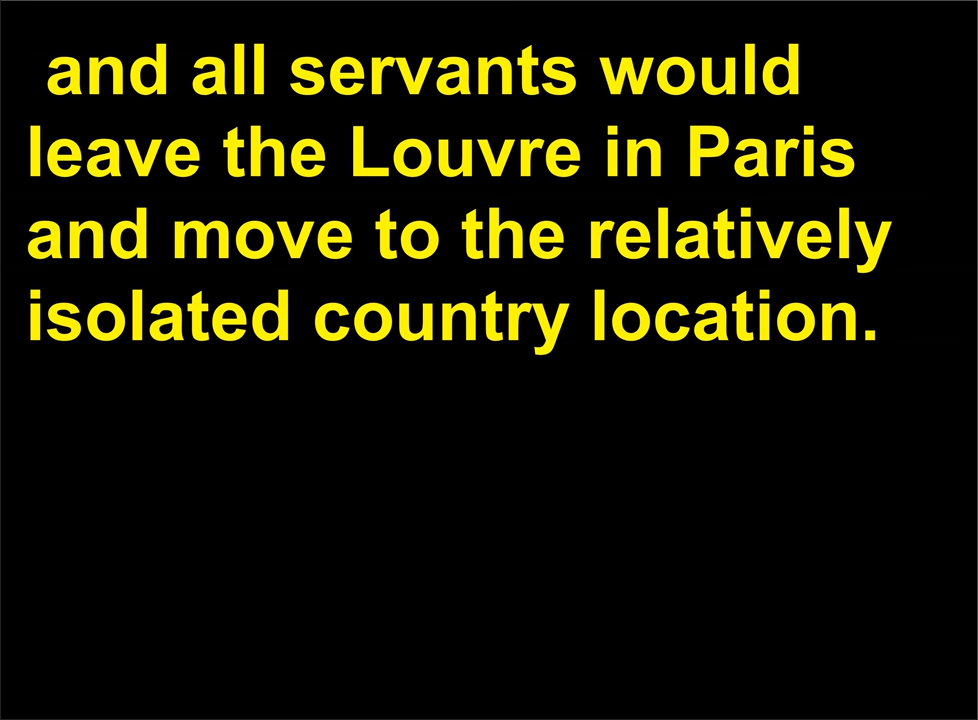 and all servants would
leave the Louvre in Paris
and move to the relatively
isolated country location.